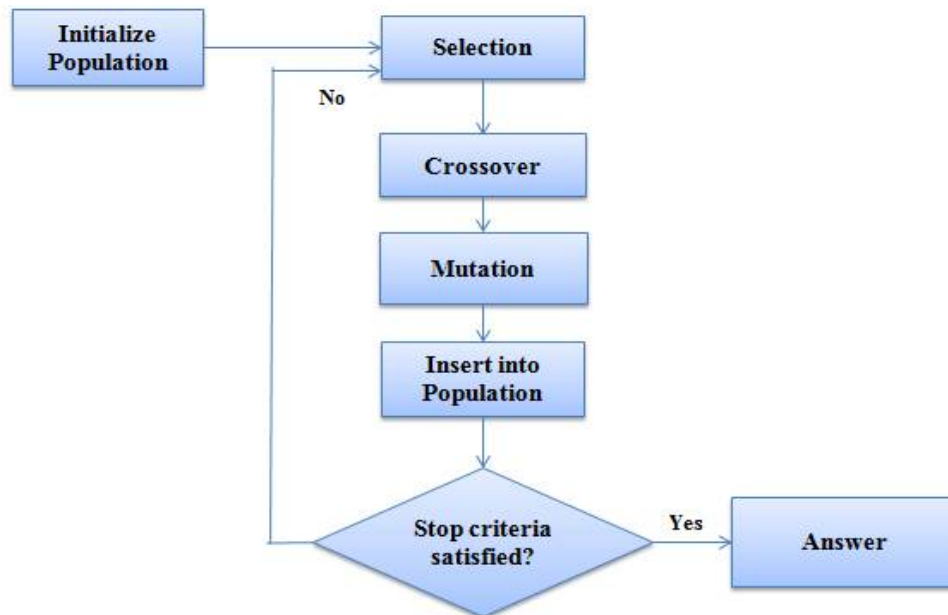 Initialize
Population
Selection
No
Crossover
Mutation
Insert into
Population
Stop criteria
satisfied?
Yes
Answer